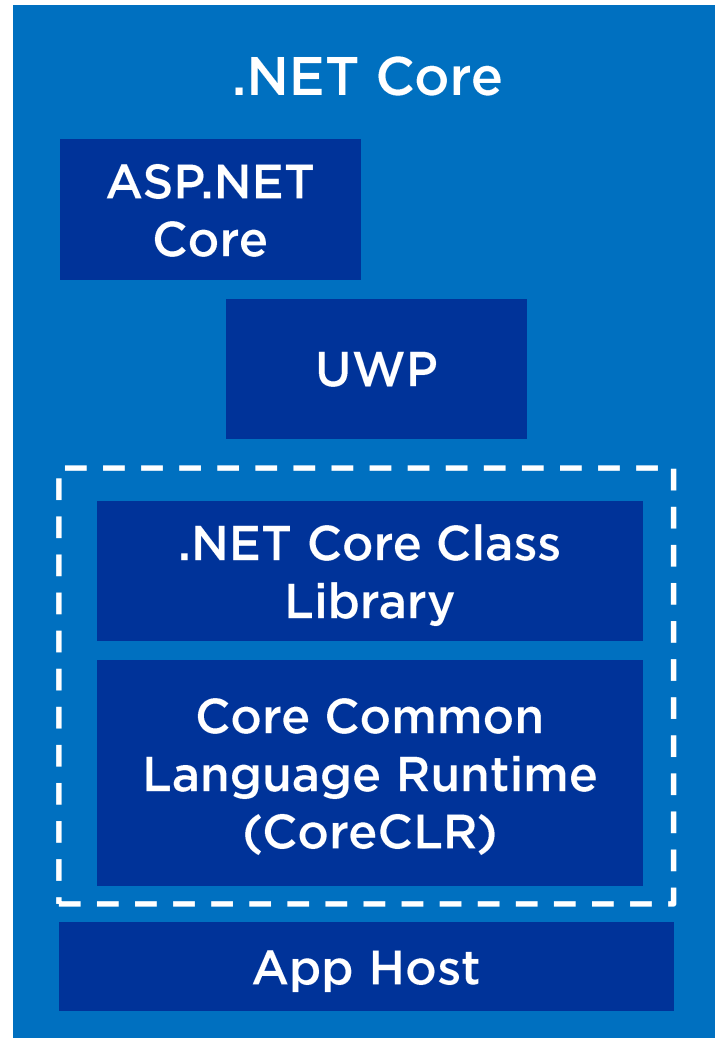 .NET Core
ASP.NET
Core
UWP
.NET Core Class
Library
Core Common
Language Runtime
(CoreCLR)
App Host